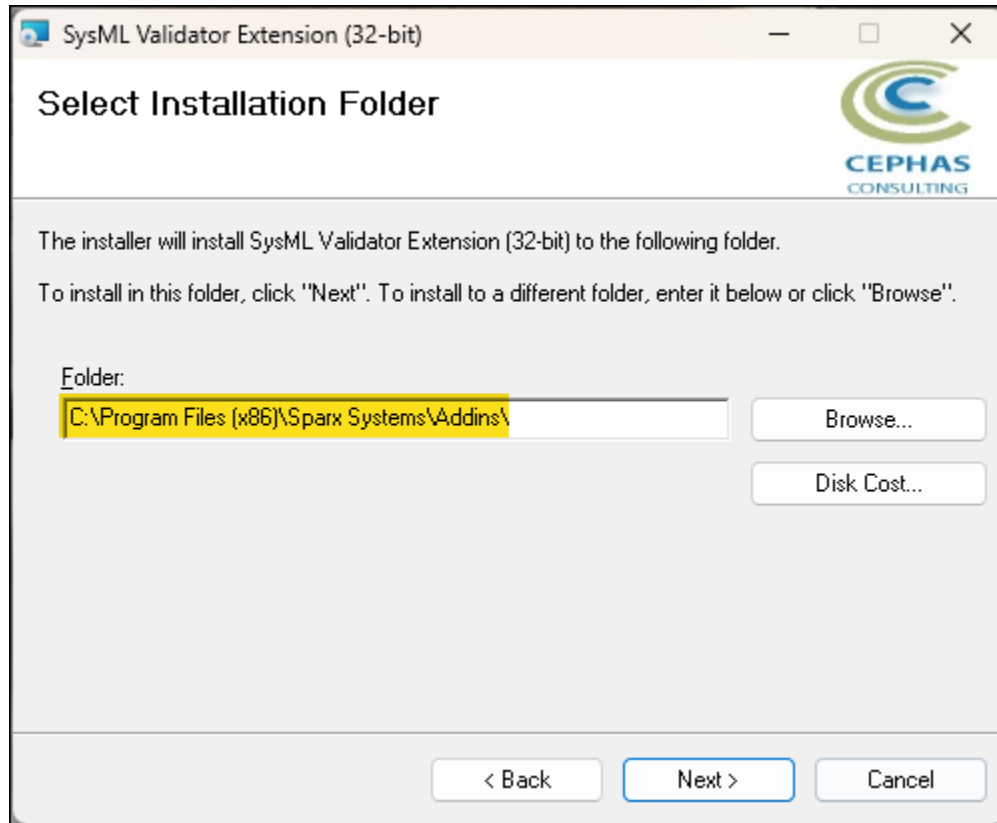 SysML Validator Extension (32-bit)
Select Installation Folder
CEPHAS
CONSULTING
The installer will install SysML Validator Extension (32-bit) to the following folder.
To install in this folder, click "Next". To install to a different folder, enter it below or click "Browse".
Folder:
C:\Program Files (x86)\Sparx Systems\Addins\
Browse...
Disk Cost...
< Back
Next >
Cancel